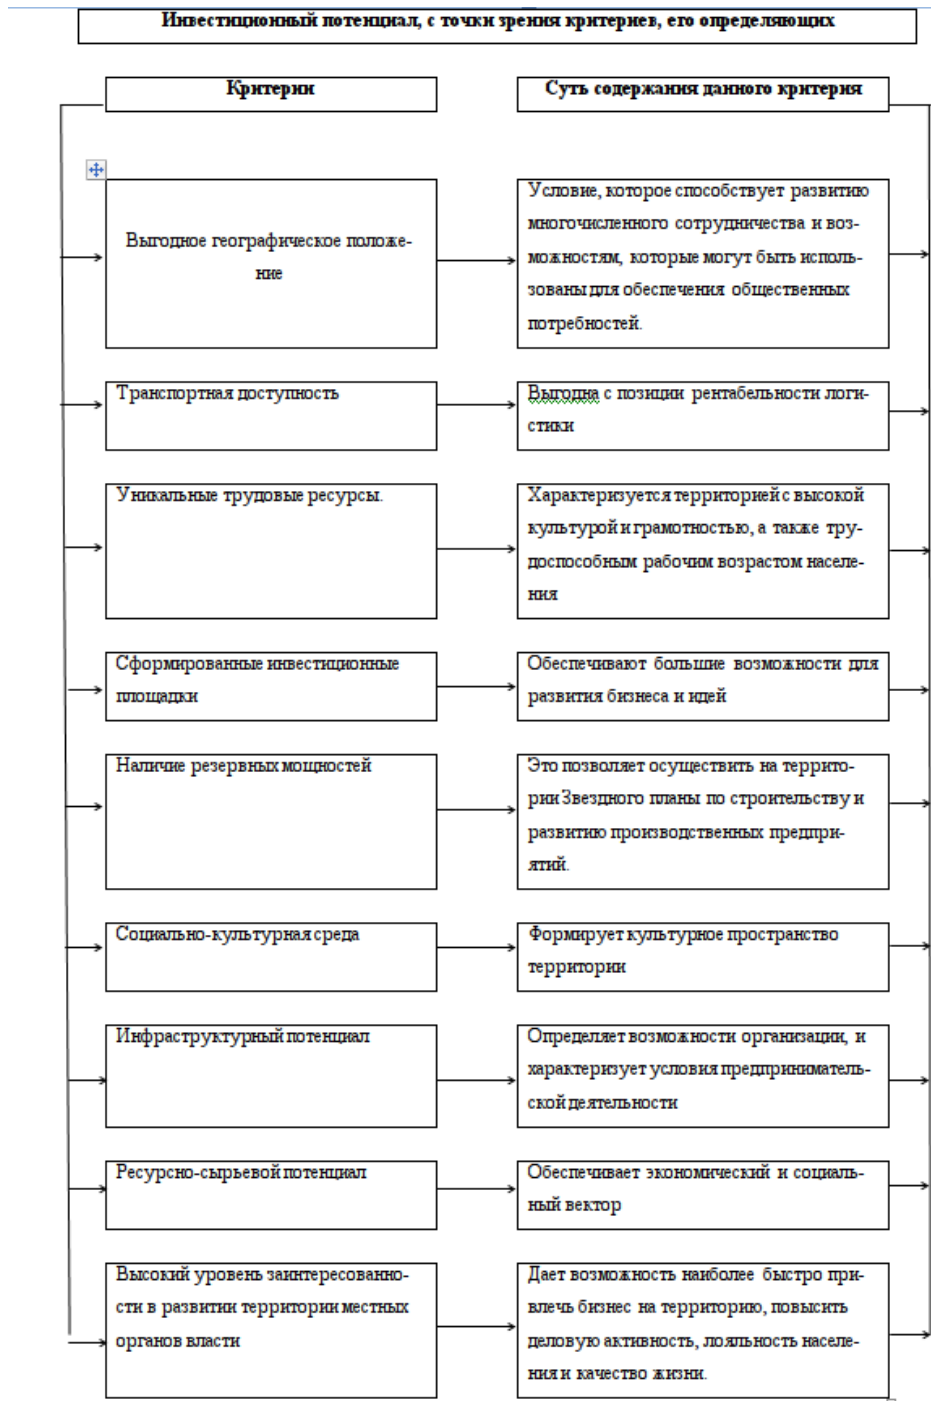 Инвестиционный потенциал, с точки зрения критериев, его определяющих
Критерии
Суть содержания данного критерия
Выгодное географическое положе-
ние
Условие, которое способствует развитию
многочисленного сотрудничества и воз-
можностям, которые могут быть исполь-
зованы для обеспечения общественных
потребностей.
Транспортная доступность
Выгодна с позиции рентабельности логи-
стики
Уникальные трудовые ресурсы.
Характеризуется территорией с высокой
культурой и грамотностью, а также тру-
доспособным рабочим возрастом населе-
ния
Сформированные инвестиционные
площадки
Обеспечивают большие возможности для
развития бизнеса и идей
Наличие резервных мощностей
Это позволяет осуществить на террито-
рии Звездного планы по строительству и
развитию производственных предпри-
ятий.
Социально-культурная среда
Формирует культурное пространство
территории
Инфраструктурный потенциал
Определяет возможности организации, и
характеризует условия предприниматель-
ской деятельности
Ресурсно-сырьевой потенциал
Обеспечивает экономический и социаль-
ный вектор
Высокий уровень заинтересованно-
сти в развитии территории местных
органов власти
Дает возможность наиболее быстро при-
влечь бизнес на территорию, повысить
деловую активность, лояльность населе-
ния и качество жизни.